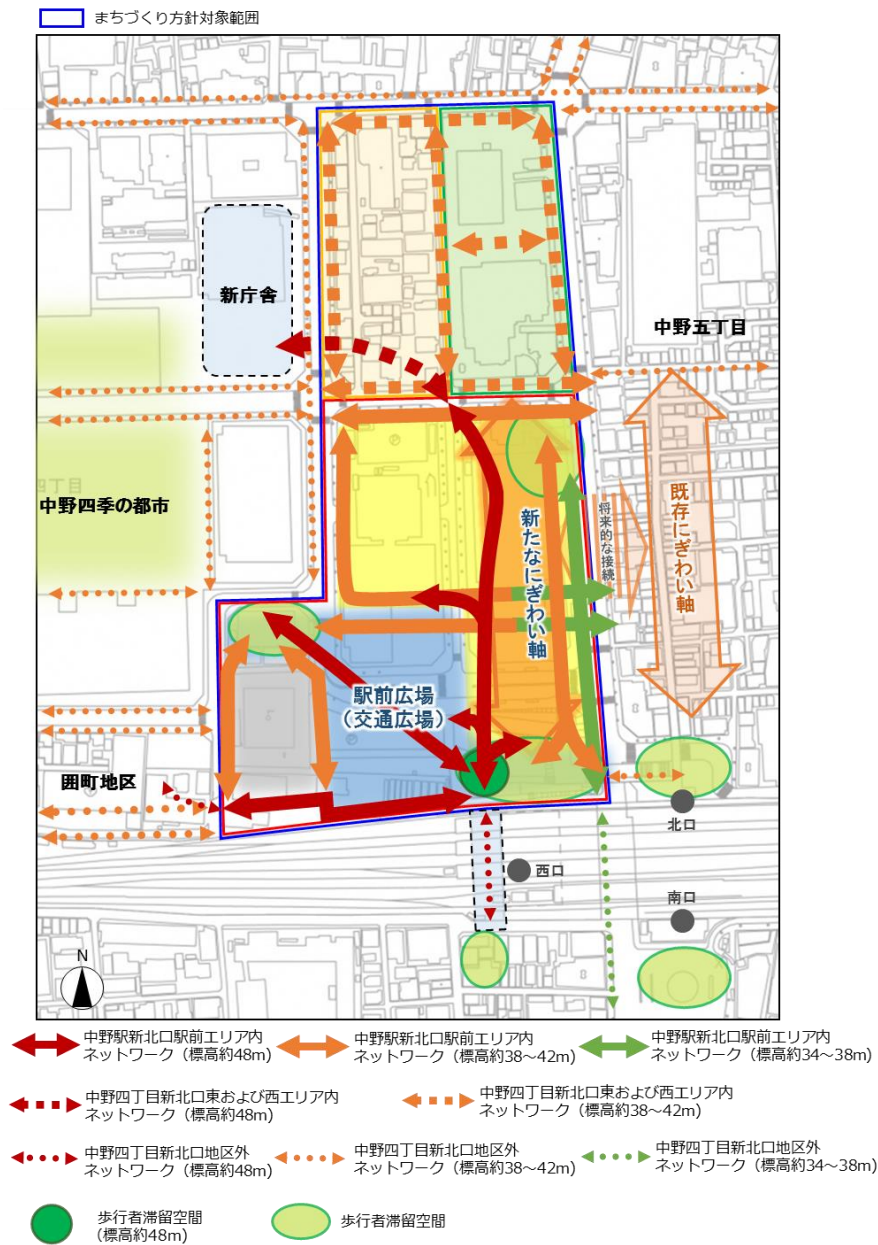 まちづくり方針対象範囲
新庁舎
中野五丁目
四丁目
中野四季の都市
既存にぎわい軸
将来的な接続
新たなにぎわい軸
駅前広場
（交通広場）
囲町地区
北口
西口
南口
N
中野駅新北口駅前エリア内
ネットワーク（標高約48m）
中野駅新北口駅前エリア内
ネットワーク（標高約38～42m）
中野駅新北口駅前エリア内
ネットワーク（標高約34～38m）
中野四丁目新北口東および西エリア内
ネットワーク（標高約48m）
中野四丁目新北口東および西エリア内
ネットワーク（標高約38～42m）
中野四丁目新北口地区外
ネットワーク（標高約48m）
中野四丁目新北口地区外
ネットワーク（標高約38～42m）
中野四丁目新北口地区外
ネットワーク（標高約34～38m）
歩行者滞留空間
(標高約48m)
歩行者滞留空間